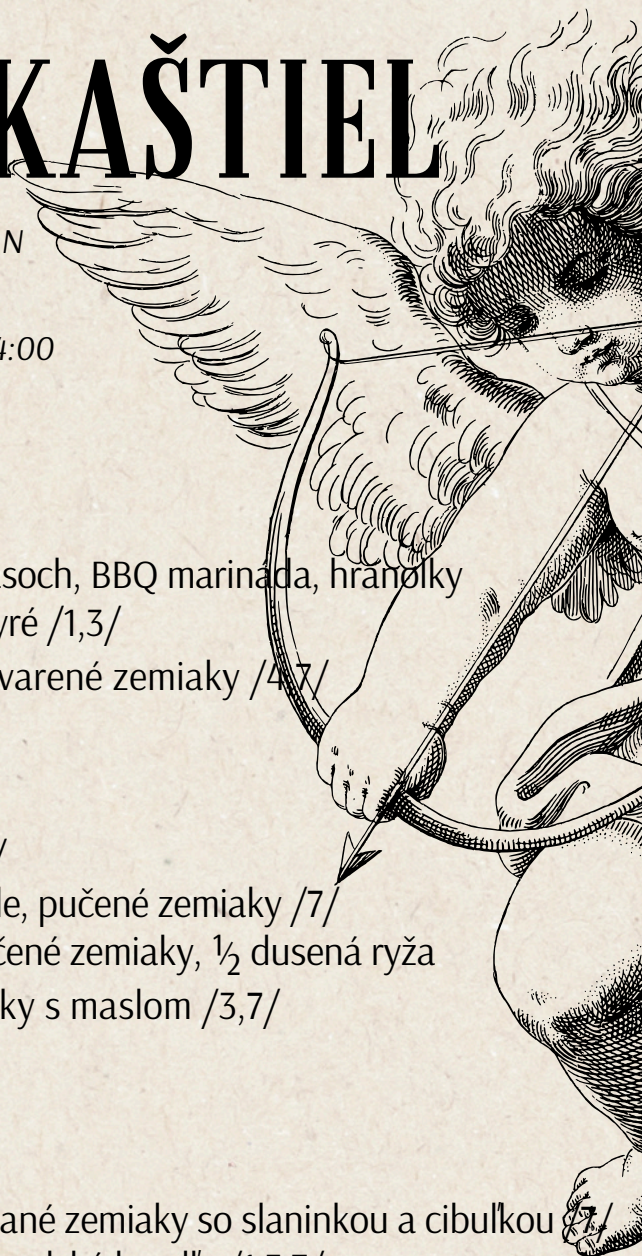 KAŠTIEL
N
4:00
soch, BBQ marináda, hranolky
yré /1,3/
varené zemiaky /4,7/
/
le, pučené zemiaky /7/
čené zemiaky, ½ dusená ryža
ky s maslom /3,7/
ané zemiaky so slaninkou a cibuľkou /7/